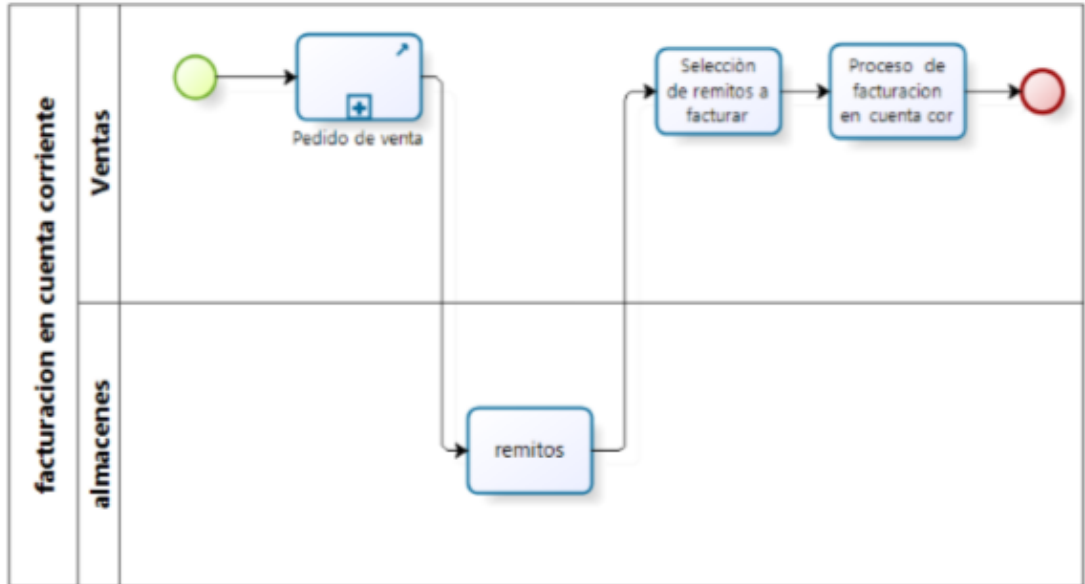 facturacion en cuenta corriente
Ventas
Pedido de venta
Selección
de remitos a
facturar
Proceso de
facturacion
en cuenta cor
almacenes
remitos